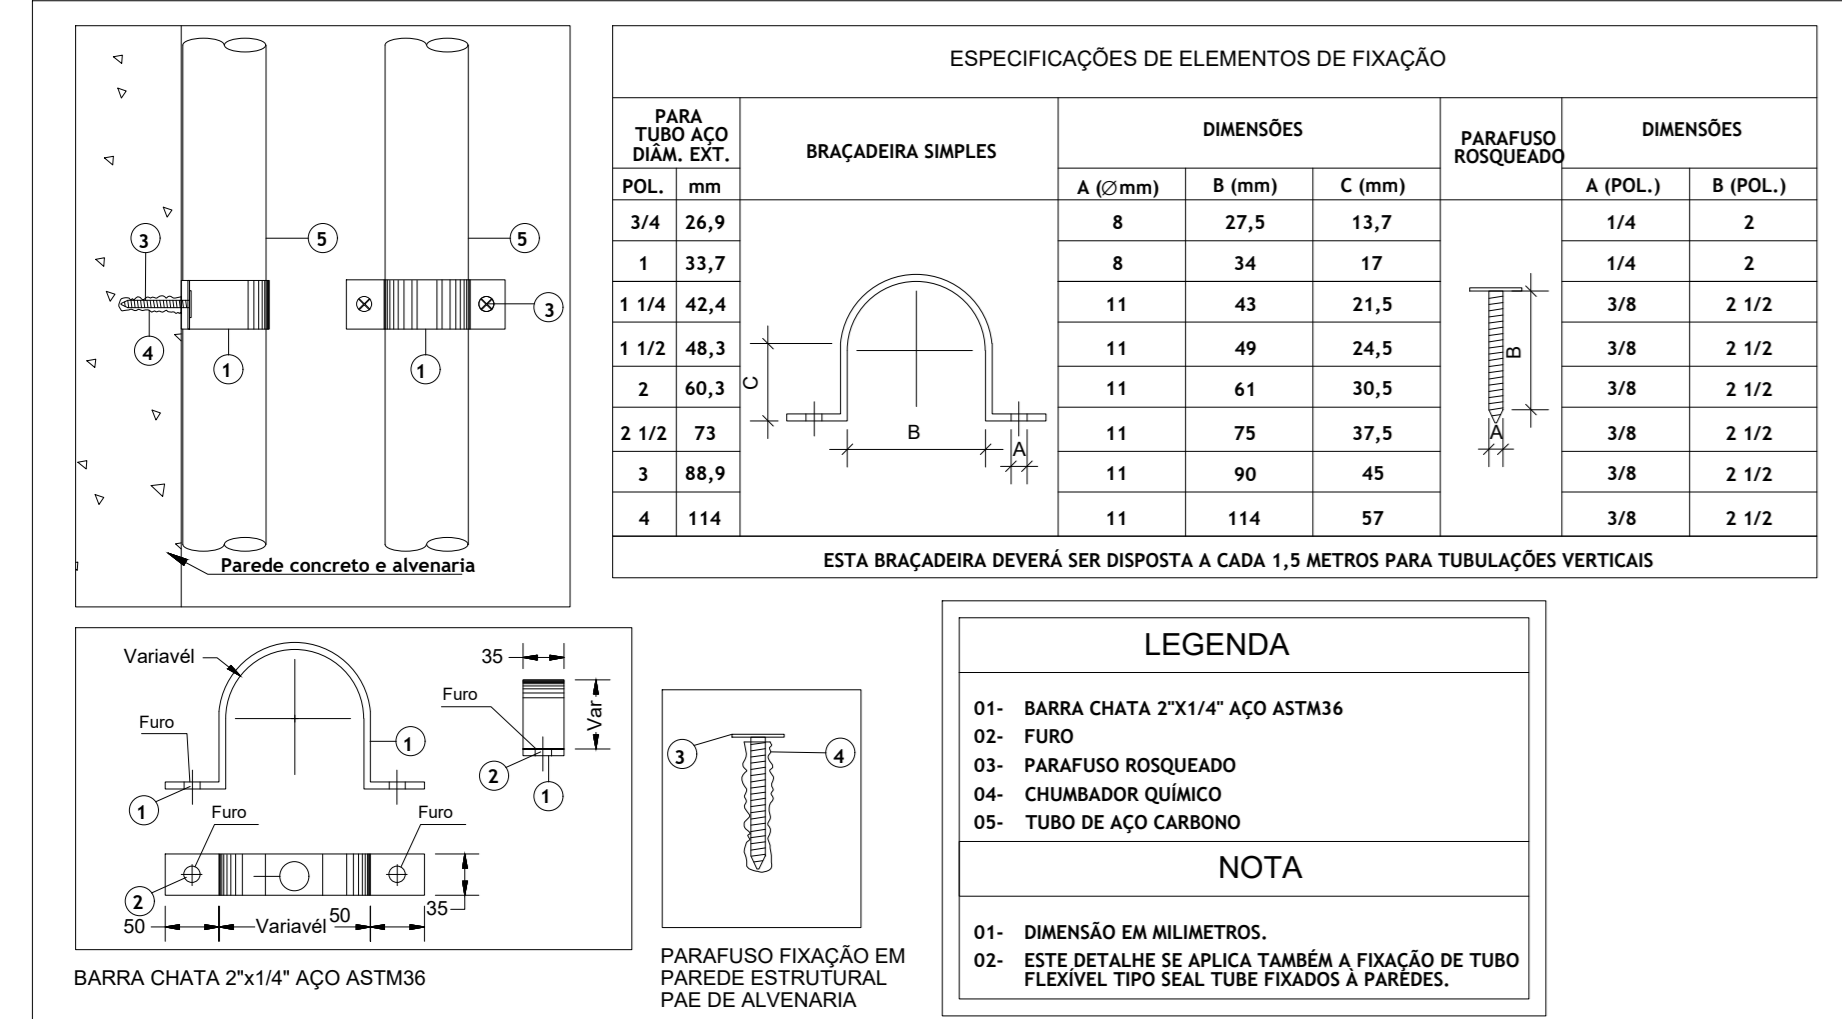 3
4
1
5
1
5
3
Parede concreto e alvenaria
ESPECIFICAÇÕES DE ELEMENTOS DE FIXAÇÃO
PARA TUBO AÇO DIÂM. EXT.
BRAÇADEIRA SIMPLES
DIMENSÕES
PARAFUSO ROSQUEADO
DIMENSÕES
POL. mm A (∅mm) B (mm) C (mm) A (POL.) B (POL.)
3/4 26,9 8 27,5 13,7 1/4 2
1 33,7 8 34 17 1/4 2
1 1/4 42,4 11 43 21,5 3/8 2 1/2
1 1/2 48,3 11 49 24,5 3/8 2 1/2
2 60,3 11 61 30,5 3/8 2 1/2
2 1/2 73 11 75 37,5 3/8 2 1/2
3 88,9 11 90 45 3/8 2 1/2
4 114 11 114 57 3/8 2 1/2
C
B
A
B
A
ESTA BRAÇADEIRA DEVERÁ SER DISPOSTA A CADA 1,5 METROS PARA TUBULAÇÕES VERTICAIS
Variavél
Furo
1
1
35
Furo
Var
2
1
Furo
Furo
2
50
Variavél
50
35
BARRA CHATA 2"x1/4" AÇO ASTM36
3
4
PARAFUSO FIXAÇÃO EM
PAREDE ESTRUTURAL
PAE DE ALVENARIA
LEGENDA
01- BARRA CHATA 2"X1/4" AÇO ASTM36
02- FURO
03- PARAFUSO ROSQUEADO
04- CHUMBADOR QUÍMICO
05- TUBO DE AÇO CARBONO
NOTA
01- DIMENSÃO EM MILIMETROS.
02- ESTE DETALHE SE APLICA TAMBÉM A FIXAÇÃO DE TUBO
FLEXÍVEL TIPO SEAL TUBE FIXADOS À PAREDES.